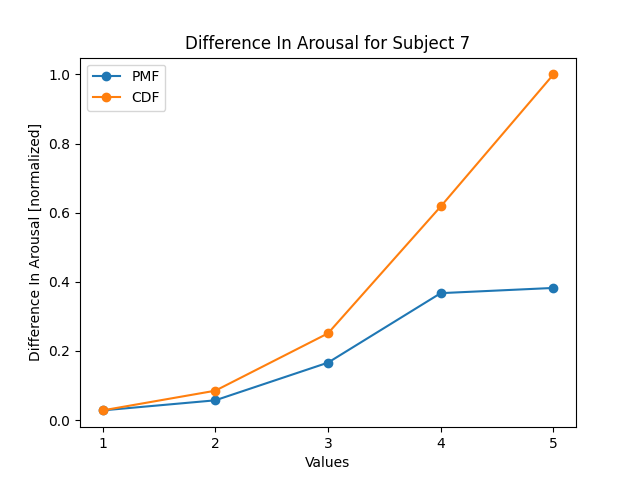 Difference In Arousal for Subject 7
PMF
CDF
Difference In Arousal [normalized]
1.0
0.8
0.6
0.4
0.2
0.0
1 2 3 4 5
Values